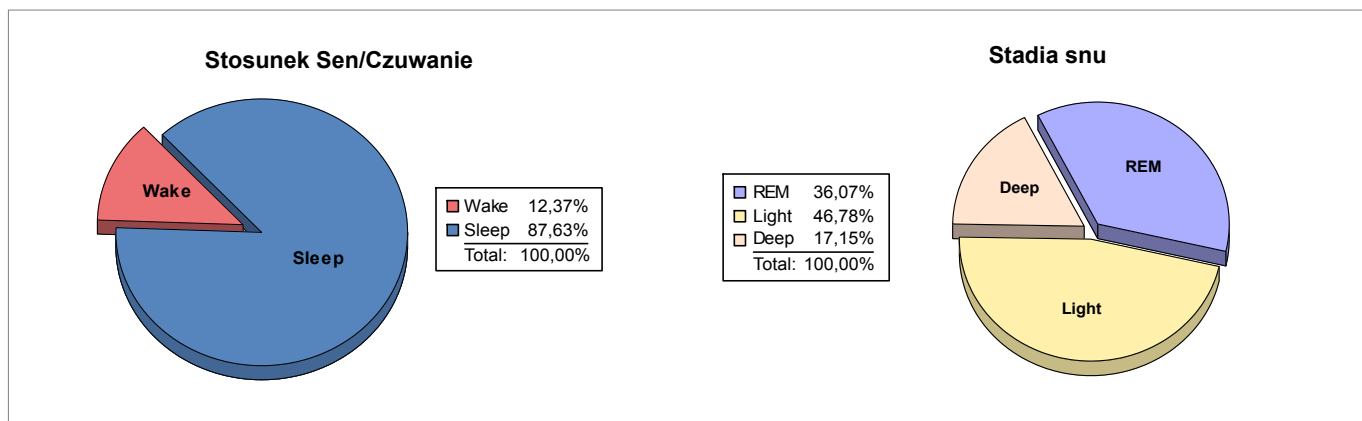 Stosunek Sen/Czuwanie
Wake
Sleep
Wake 12,37%
Sleep 87,63%
Total: 100,00%
Stadia snu
REM 36,07%
Light 46,78%
Deep 17,15%
Total: 100,00%
Deep
REM
Light